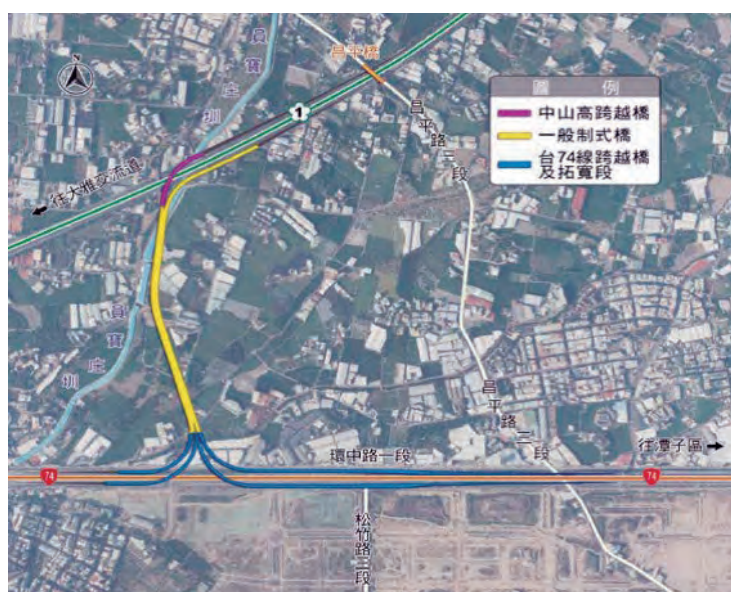 員寶庄圳
昌平橋
N
圖例
中山高跨越橋
一般制式橋
台74線跨越橋
及拓寬段
1
昌平路三段
往大雅交流道
員寶庄圳
昌平路二段
往潭子區
環中路一段
74
74
松竹路三段